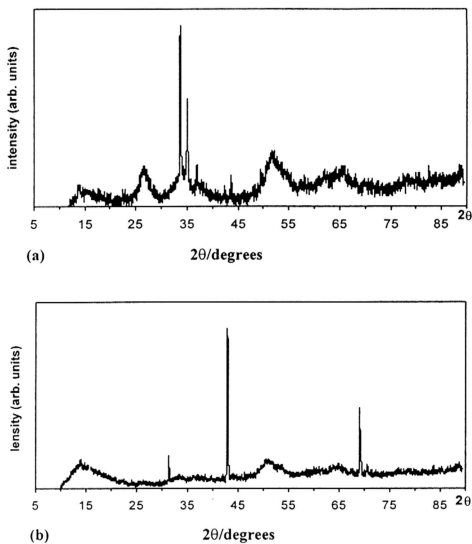 intensity (arb. units)
5 15 25 35 45 55 65 75 85 2θ
(a) 2θ/degrees
lensity (arb. units)
5 15 25 35 45 55 65 75 85 2θ
(b) 2θ/degrees